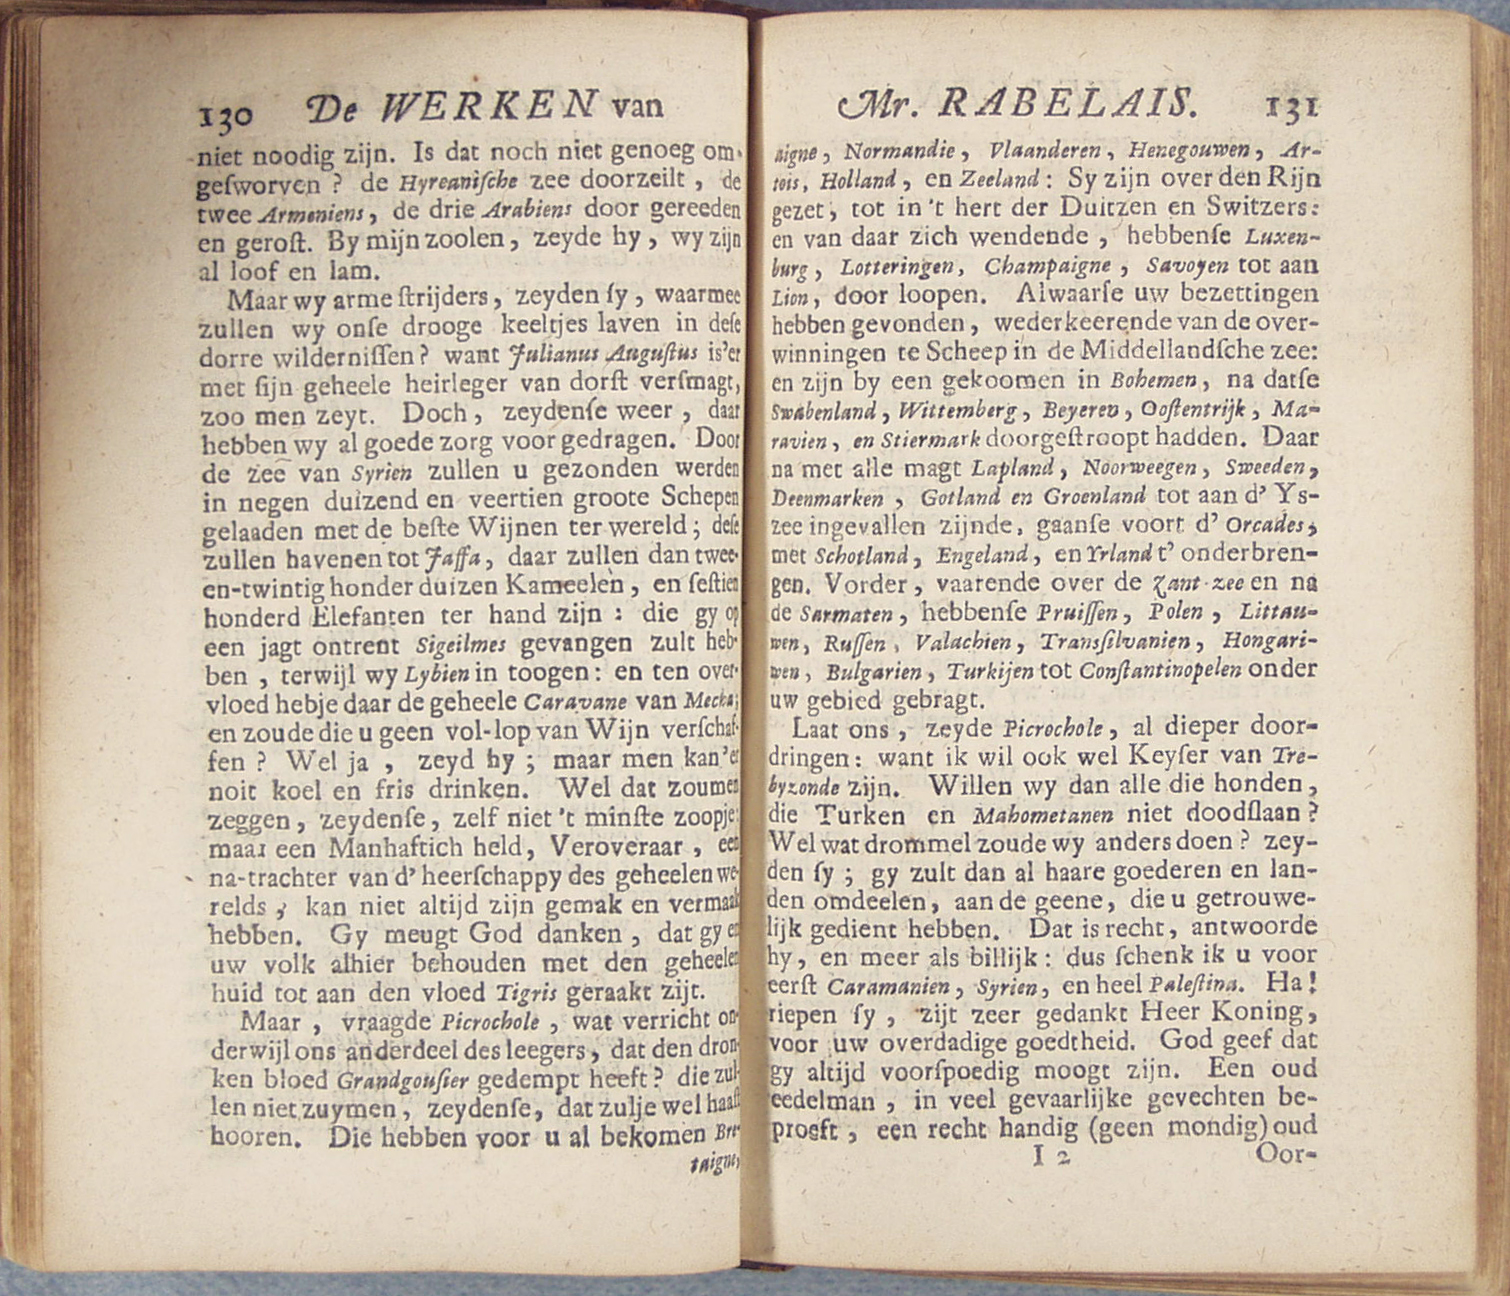 130 De WERKEN van
niet noodig zijn. Is dat noch niet genoeg om-
geſworven ? de Hyreaniſche zee doorzeilt , de
twee Armeniens, de drie Arabiens door gereeden
en geroſt. By mijn zoolen, zeyde hy, wy zijn
al loof en lam.
Maar wy arme ſtrijders, zeyden ſy, waarmee
zullen wy onſe drooge keeltjes laven in deſe
dorre wilderniſſen? want Julianus Auguſtus is'er
met ſijn geheele heirleger van dorſt verſmagt,
zoo men zeyt. Doch, zeydenſe weer , daar
hebben wy al goede zorg voor gedragen. Door
de zee van Syrien zullen u gezonden werden
in negen duizend en veertien groote Schepen
gelaaden met de beſte Wijnen ter wereld; deſe
zullen havenen tot Jaffa, daar zullen dan twee-
en-twintig honder duizen Kameelen, en ſeſtien
honderd Elefanten ter hand zijn : die gy op
een jagt ontrent Sigeilmes gevangen zult heb-
ben , terwijl wy Lybien in toogen: en ten over-
vloed hebje daar de geheele Caravane van Mecka;
en zoude die u geen vol-lop van Wijn verſchaf-
fen ? Wel ja , zeyd hy ; maar men kan'er
noit koel en fris drinken. Wel dat zoumen
zeggen, zeydenſe, zelf niet 't minſte zoopje:
maar een Manhaftich held, Veroveraar , een
na-trachter van d' heerſchappy des geheelen we-
relds , kan niet altijd zijn gemak en vermaak
hebben. Gy meugt God danken , dat gy en
uw volk alhier behouden met den geheelen
huid tot aan den vloed Tigris geraakt zijt.
Maar , vraagde Picrochole , wat verricht on-
derwijl ons anderdeel des leegers, dat den dron-
ken bloed Grandgouſier gedempt heeft? die zul-
len niet zuymen, zeydenſe, dat zulje wel haaſt
hooren. Die hebben voor u al bekomen Bre-
taigne,
Mr. RABELAIS. 131
aigne, Normandie, Vlaanderen, Henegouwen, Ar-
tois, Holland, en Zeeland: Sy zijn over den Rijn
gezet, tot in 't hert der Duitzen en Switzers:
en van daar zich wendende , hebbenſe Luxen-
burg, Lotteringen, Champaigne , Savoyen tot aan
Lion, door loopen. Alwaarſe uw bezettingen
hebben gevonden, wederkeerende van de over-
winningen te Scheep in de Middellandſche zee:
en zijn by een gekoomen in Bohemen, na datſe
Swabenland, Wittemberg, Beyeren, Ooſtentrijk, Ma-
ravien, en Stiermark doorgeſtroopt hadden. Daar
na met alle magt Lapland, Noorweegen, Sweeden,
Deenmarken , Gotland en Groenland tot aan d' Ys-
zee ingevallen zijnde, gaanſe voort d' Orcades,
met Schotland, Engeland, en Yrland t' onderbren-
gen. Vorder, vaarende over de Zant-zee en na
de Sarmaten, hebbenſe Pruiſſen, Polen , Littau-
wen, Ruſſen, Valachien, Transſilvanien, Hongari-
wen, Bulgarien, Turkijen tot Conſtantinopelen onder
uw gebied gebragt.
Laat ons , zeyde Picrochole, al dieper door-
dringen: want ik wil ook wel Keyſer van Tre-
byzonde zijn. Willen wy dan alle die honden,
die Turken en Mahometanen niet doodſlaan?
Wel wat drommel zoude wy anders doen? zey-
den ſy ; gy zult dan al haare goederen en lan-
den omdeelen, aan de geene, die u getrouwe-
lijk gedient hebben. Dat is recht, antwoorde
hy, en meer als billijk: dus ſchenk ik u voor
eerſt Caramanien, Syrien, en heel Paleſtina. Ha!
riepen ſy , zijt zeer gedankt Heer Koning,
voor uw overdadige goedtheid. God geef dat
gy altijd voorſpoedig moogt zijn. Een oud
eedelman , in veel gevaarlijke gevechten be-
proeft , een recht handig (geen mondig) oud
I 2 Oor-